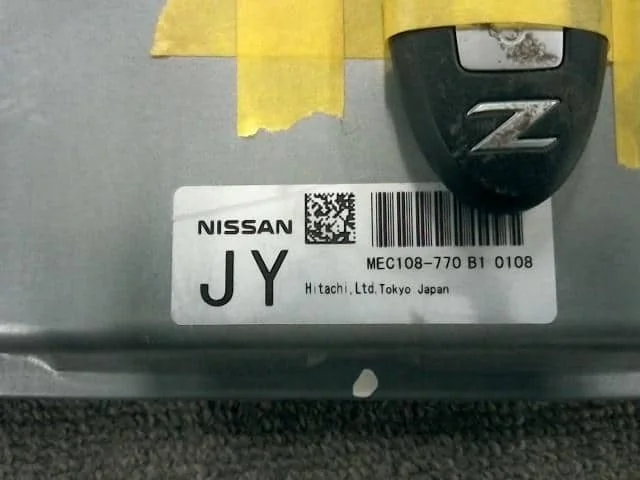 Z
NISSAN
JY
MEC108-770 B1 0108
Hitachi,Ltd.Tokyo Japan